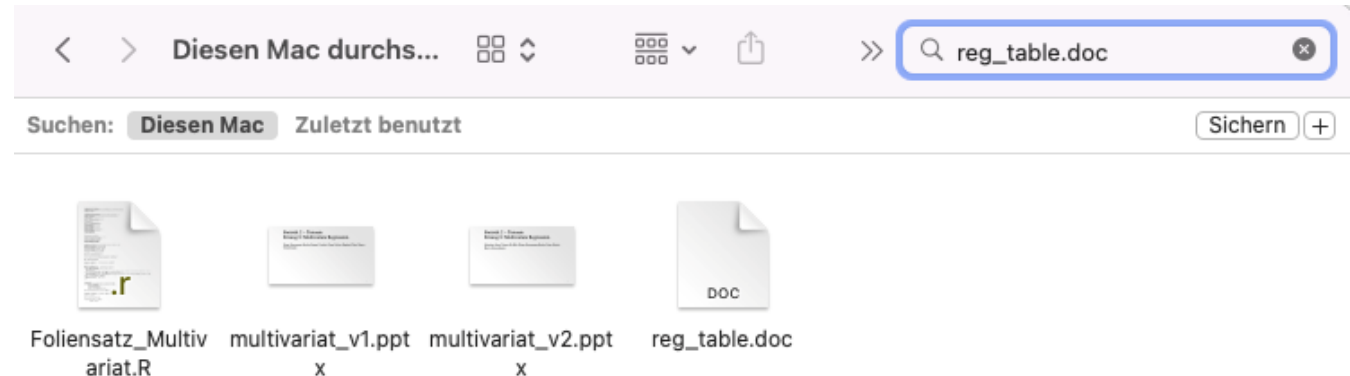 Diesen Mac durchs...
reg_table.doc
Suchen: Diesen Mac Zuletzt benutzt
Sichern +
.r
DOC
Foliensatz_Multiv
ariat.R
multivariat_v1.ppt
x
multivariat_v2.ppt
x
reg_table.doc